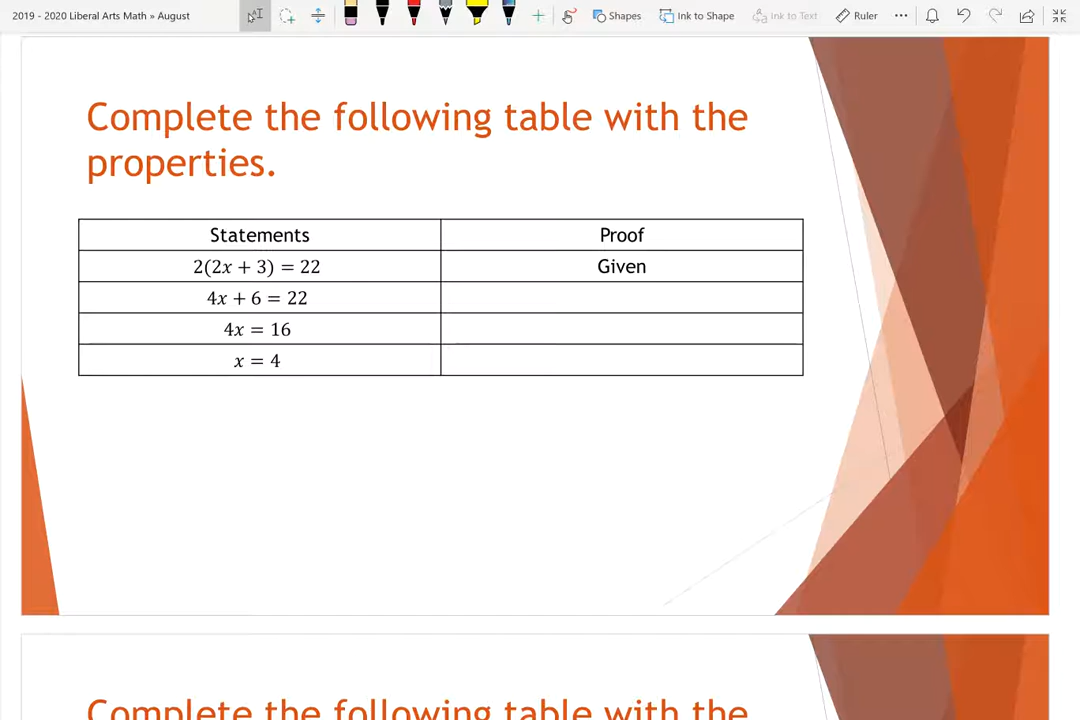 2019 - 2020 Liberal Arts Math » August
Shapes
Ink to Shape
Ink to Text
Ruler
Complete the following table with the
properties.
Statements Proof
2(2x + 3) = 22 Given
4x + 6 = 22
4x = 16
x = 4
Complete the following table with the